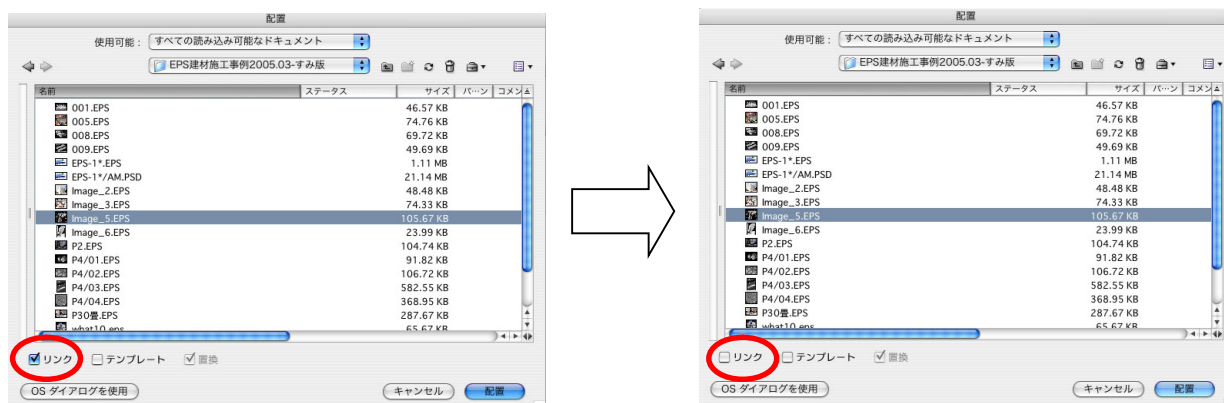 配置
使用可能： すべての読み込み可能なドキュメント
EPS建材施工事例2005.03-すみ版
名前 ステータス サイズ バ…ン コメン
001.EPS 46.57 KB
005.EPS 74.76 KB
008.EPS 69.72 KB
009.EPS 49.69 KB
EPS-1*.EPS 1.11 MB
EPS-1*/AM.PSD 21.14 MB
Image_2.EPS 48.48 KB
Image_3.EPS 74.33 KB
Image_5.EPS 105.67 KB
Image_6.EPS 23.99 KB
P2.EPS 104.74 KB
P4/01.EPS 91.82 KB
P4/02.EPS 106.72 KB
P4/03.EPS 582.55 KB
P4/04.EPS 368.95 KB
P30畳.EPS 287.67 KB
what10.eps 65.67 KB
リンク テンプレート 置換
OS ダイアログを使用 キャンセル 配置
配置
使用可能： すべての読み込み可能なドキュメント
EPS建材施工事例2005.03-すみ版
名前 ステータス サイズ バ…ン コメン
001.EPS 46.57 KB
005.EPS 74.76 KB
008.EPS 69.72 KB
009.EPS 49.69 KB
EPS-1*.EPS 1.11 MB
EPS-1*/AM.PSD 21.14 MB
Image_2.EPS 48.48 KB
Image_3.EPS 74.33 KB
Image_5.EPS 105.67 KB
Image_6.EPS 23.99 KB
P2.EPS 104.74 KB
P4/01.EPS 91.82 KB
P4/02.EPS 106.72 KB
P4/03.EPS 582.55 KB
P4/04.EPS 368.95 KB
P30畳.EPS 287.67 KB
what10.eps 65.67 KB
リンク テンプレート 置換
OS ダイアログを使用 キャンセル 配置